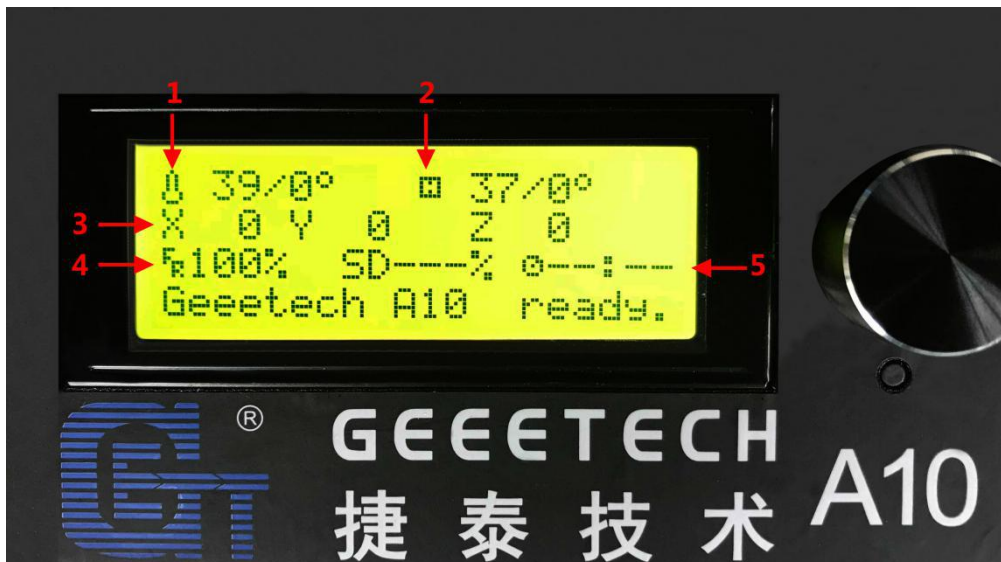 1
2
39/0° 37/0°
3
X 0 Y 0 Z 0
4
FR100% SD---% ⊙--:--
5
Geeetech A10 ready.
®
GEEETECH
A10
捷泰技术